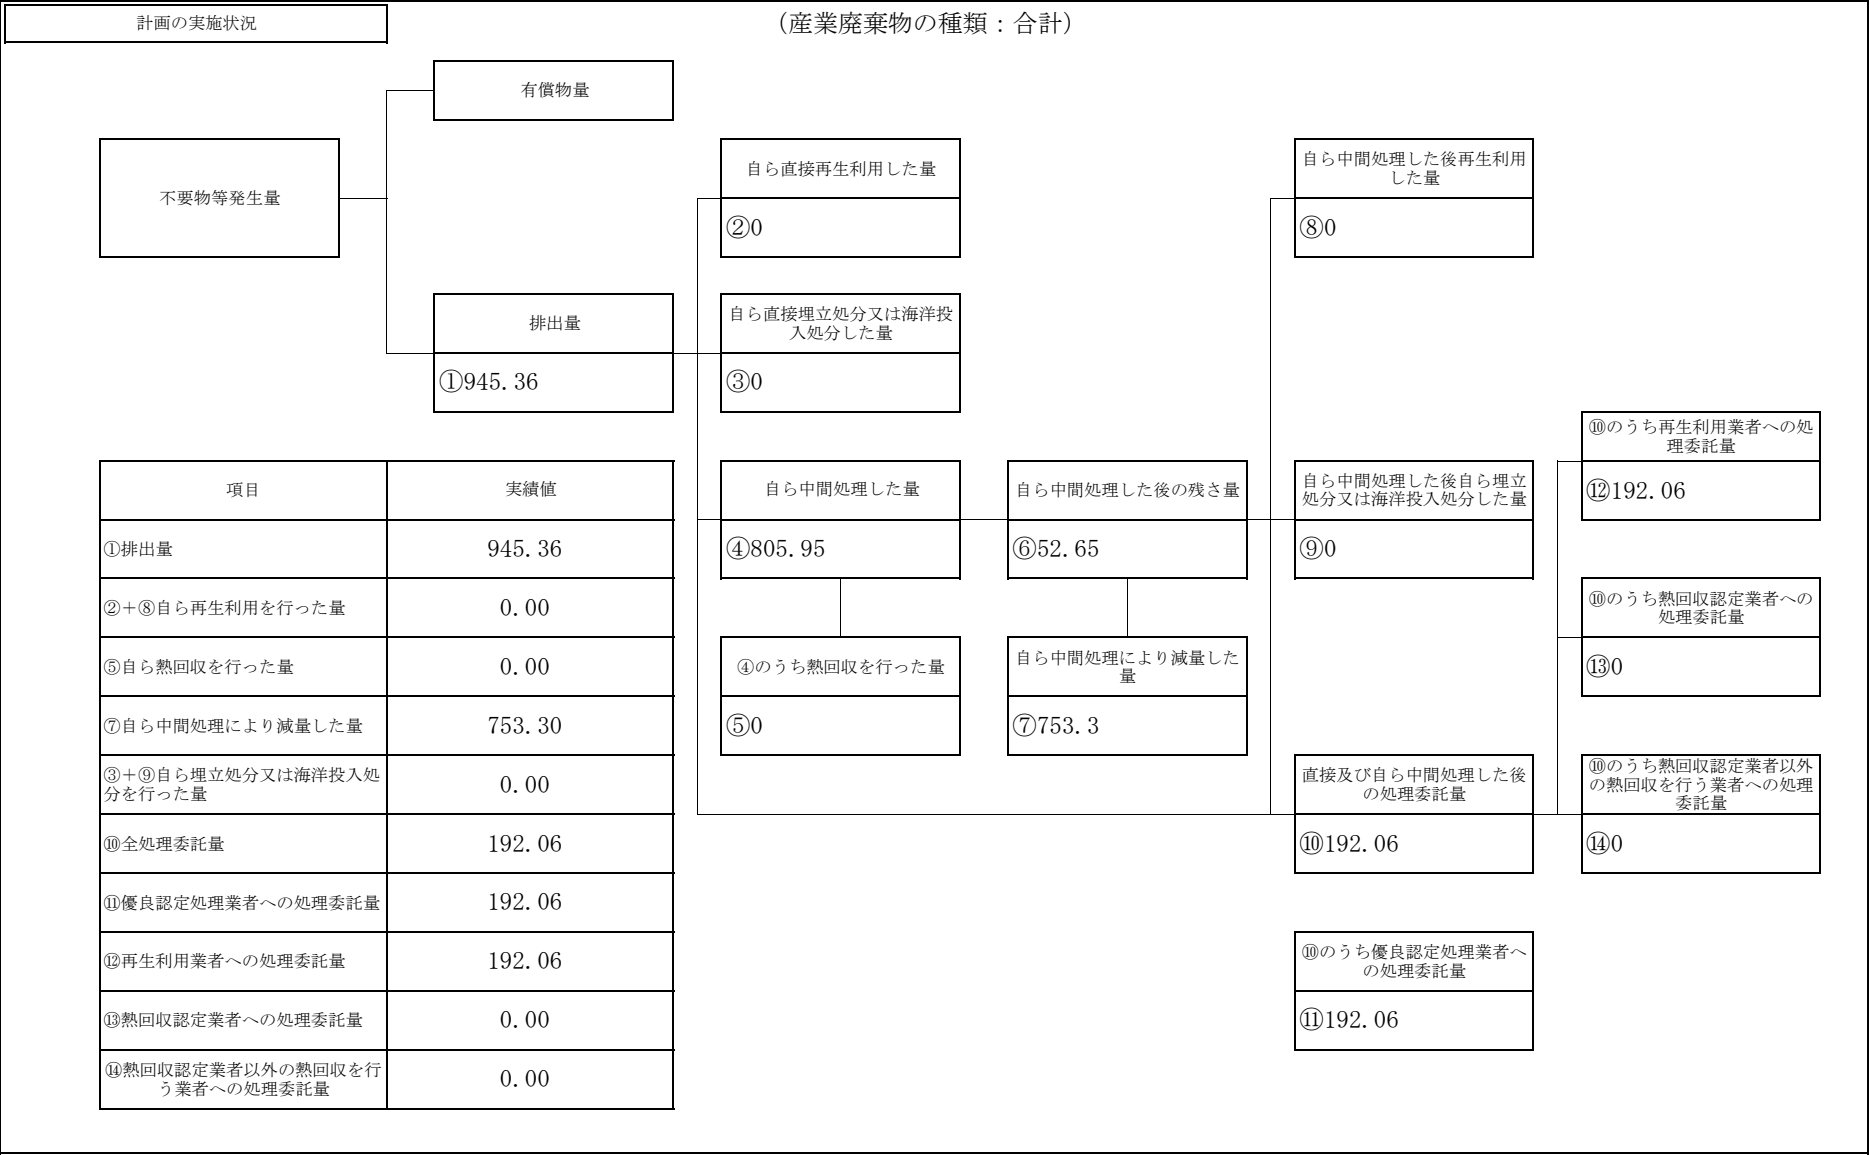 計画の実施状況
（産業廃棄物の種類：合計）
有償物量
不要物等発生量
自ら直接再生利用した量
②0
自ら中間処理した後再生利用
した量
⑧0
排出量
①945.36
自ら直接埋立処分又は海洋投
入処分した量
③0
自ら中間処理した量
④805.95
自ら中間処理した後の残さ量
⑥52.65
自ら中間処理した後自ら埋立
処分又は海洋投入処分した量
⑨0
⑩のうち再生利用業者への処
理委託量
⑫192.06
④のうち熱回収を行った量
⑤0
自ら中間処理により減量した
量
⑦753.3
⑩のうち熱回収認定業者への
処理委託量
⑬0
直接及び自ら中間処理した後
の処理委託量
⑩192.06
⑩のうち熱回収認定業者以外
の熱回収を行う業者への処理
委託量
⑭0
⑩のうち優良認定処理業者へ
の処理委託量
⑪192.06
項目 実績値
①排出量 945.36
②＋⑧自ら再生利用を行った量 0.00
⑤自ら熱回収を行った量 0.00
⑦自ら中間処理により減量した量 753.30
③＋⑨自ら埋立処分又は海洋投入処
分を行った量 0.00
⑩全処理委託量 192.06
⑪優良認定処理業者への処理委託量 192.06
⑫再生利用業者への処理委託量 192.06
⑬熱回収認定業者への処理委託量 0.00
⑭熱回収認定業者以外の熱回収を行
う業者への処理委託量 0.00